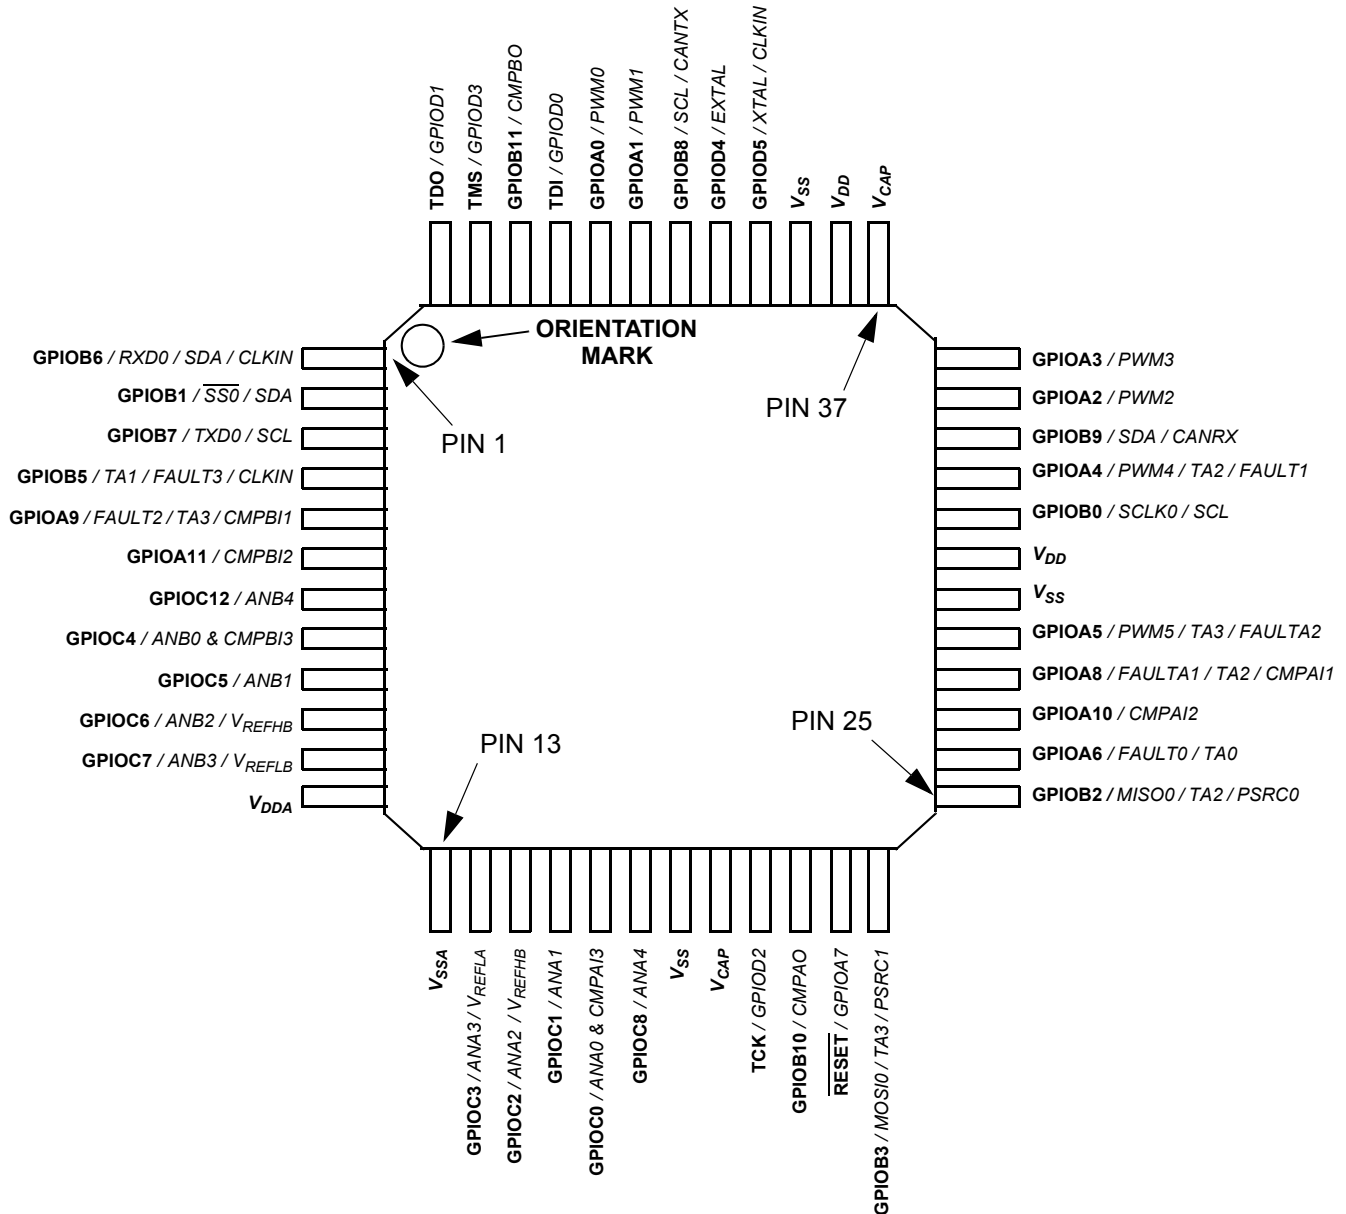 TDO / GPIOD1
TMS / GPIOD3
GPIOB11 / CMPBO
TDI / GPIOD0
GPIOA0 / PWM0
GPIOA1 / PWM1
GPIOB8 / SCL / CANTX
GPIOD4 / EXTAL
GPIOD5 / XTAL / CLKIN
VSS
VDD
VCAP
ORIENTATION
MARK
PIN 1
PIN 37
PIN 13
PIN 25
GPIOB6 / RXD0 / SDA / CLKIN
GPIOB1 / S̅S̅0̅ / SDA
GPIOB7 / TXD0 / SCL
GPIOB5 / TA1 / FAULT3 / CLKIN
GPIOA9 / FAULT2 / TA3 / CMPBI1
GPIOA11 / CMPBI2
GPIOC12 / ANB4
GPIOC4 / ANB0 & CMPBI3
GPIOC5 / ANB1
GPIOC6 / ANB2 / VREFHB
GPIOC7 / ANB3 / VREFLB
VDDA
GPIOA3 / PWM3
GPIOA2 / PWM2
GPIOB9 / SDA / CANRX
GPIOA4 / PWM4 / TA2 / FAULT1
GPIOB0 / SCLK0 / SCL
VDD
VSS
GPIOA5 / PWM5 / TA3 / FAULTA2
GPIOA8 / FAULTA1 / TA2 / CMPAI1
GPIOA10 / CMPAI2
GPIOA6 / FAULT0 / TA0
GPIOB2 / MISO0 / TA2 / PSRC0
VSSA
GPIOC3 / ANA3 / VREFLA
GPIOC2 / ANA2 / VREFHB
GPIOC1 / ANA1
GPIOC0 / ANA0 & CMPAI3
GPIOC8 / ANA4
VSS
VCAP
TCK / GPIOD2
GPIOB10 / CMPAO
R̅E̅S̅E̅T̅ / GPIOA7
GPIOB3 / MOSI0 / TA3 / PSRC1